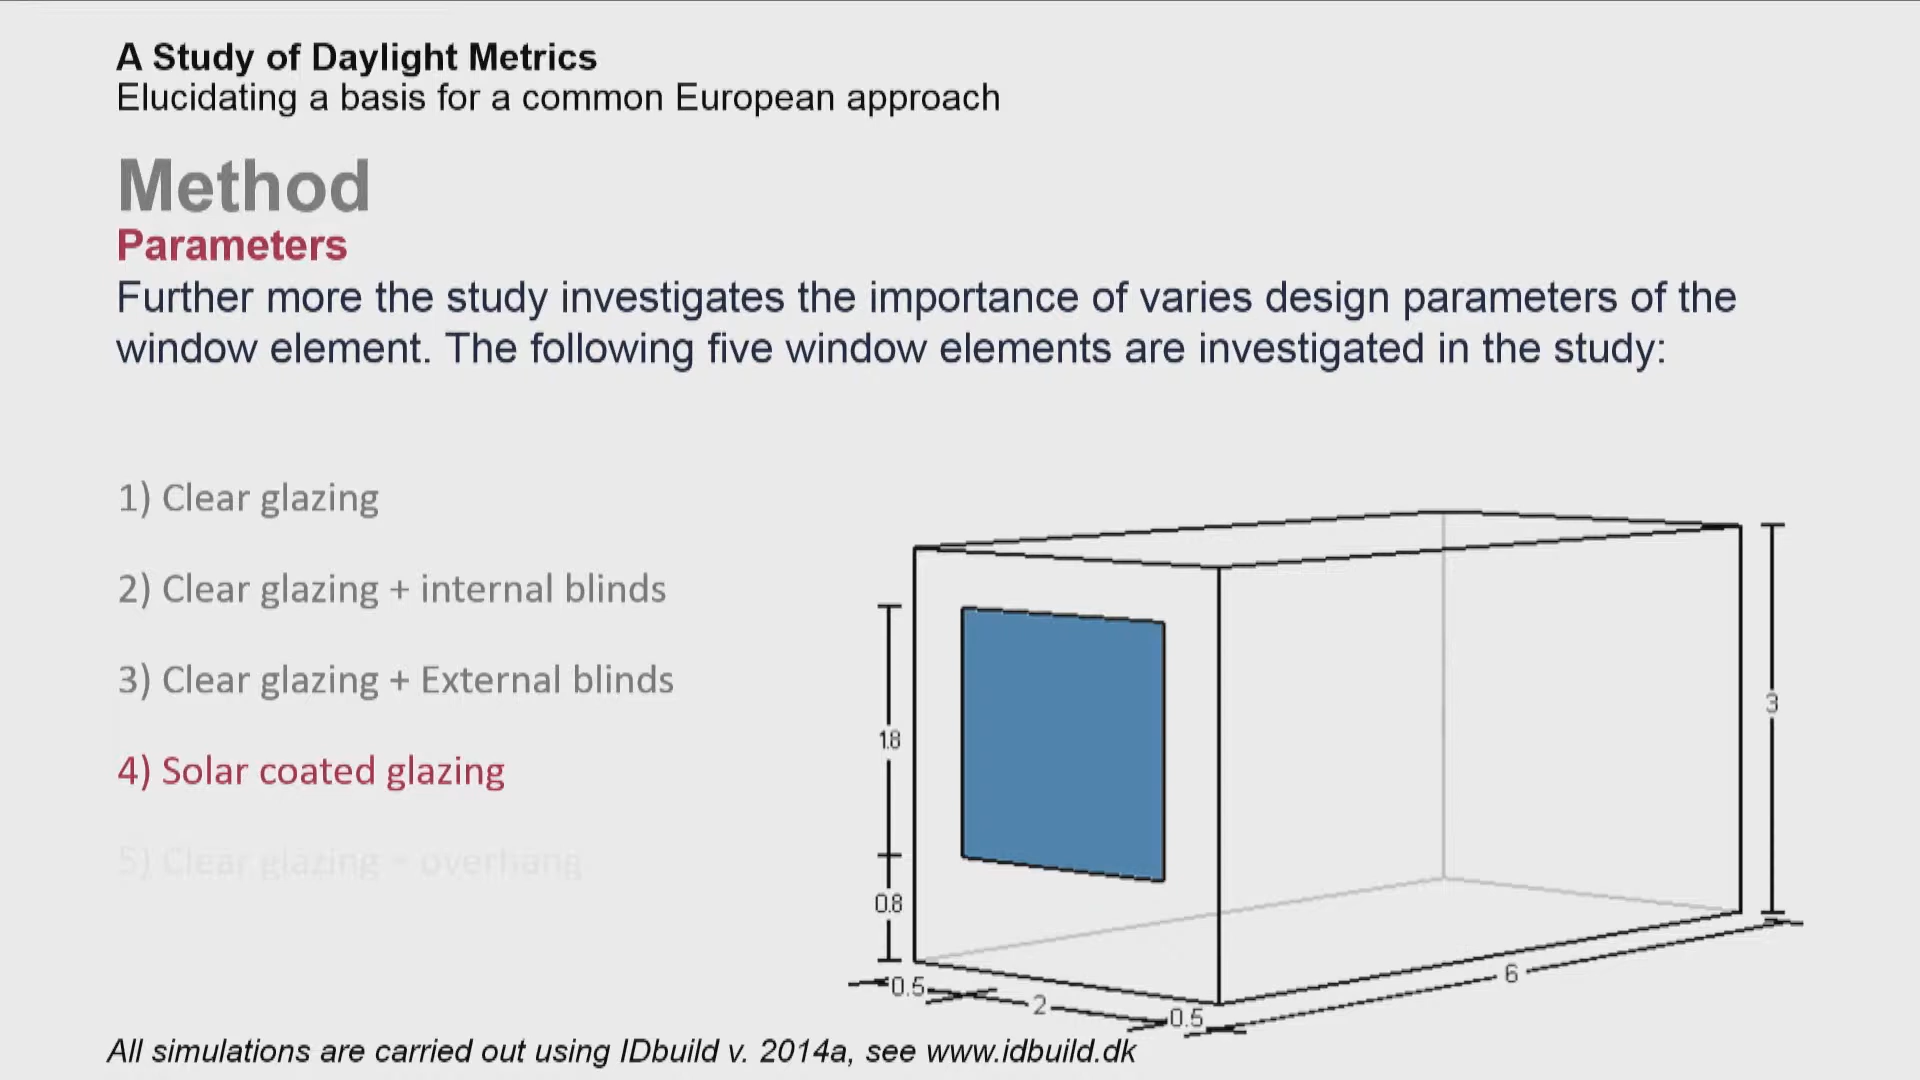 A Study of Daylight Metrics
Elucidating a basis for a common European approach
Method
Parameters
Further more the study investigates the importance of varies design parameters of the
window element. The following five window elements are investigated in the study:
1) Clear glazing
2) Clear glazing + internal blinds
3) Clear glazing + External blinds
4) Solar coated glazing
5) Clear glazing + overhang
1.8
0.8
0.5
2
0.5
6
3
All simulations are carried out using IDbuild v. 2014a, see www.idbuild.dk